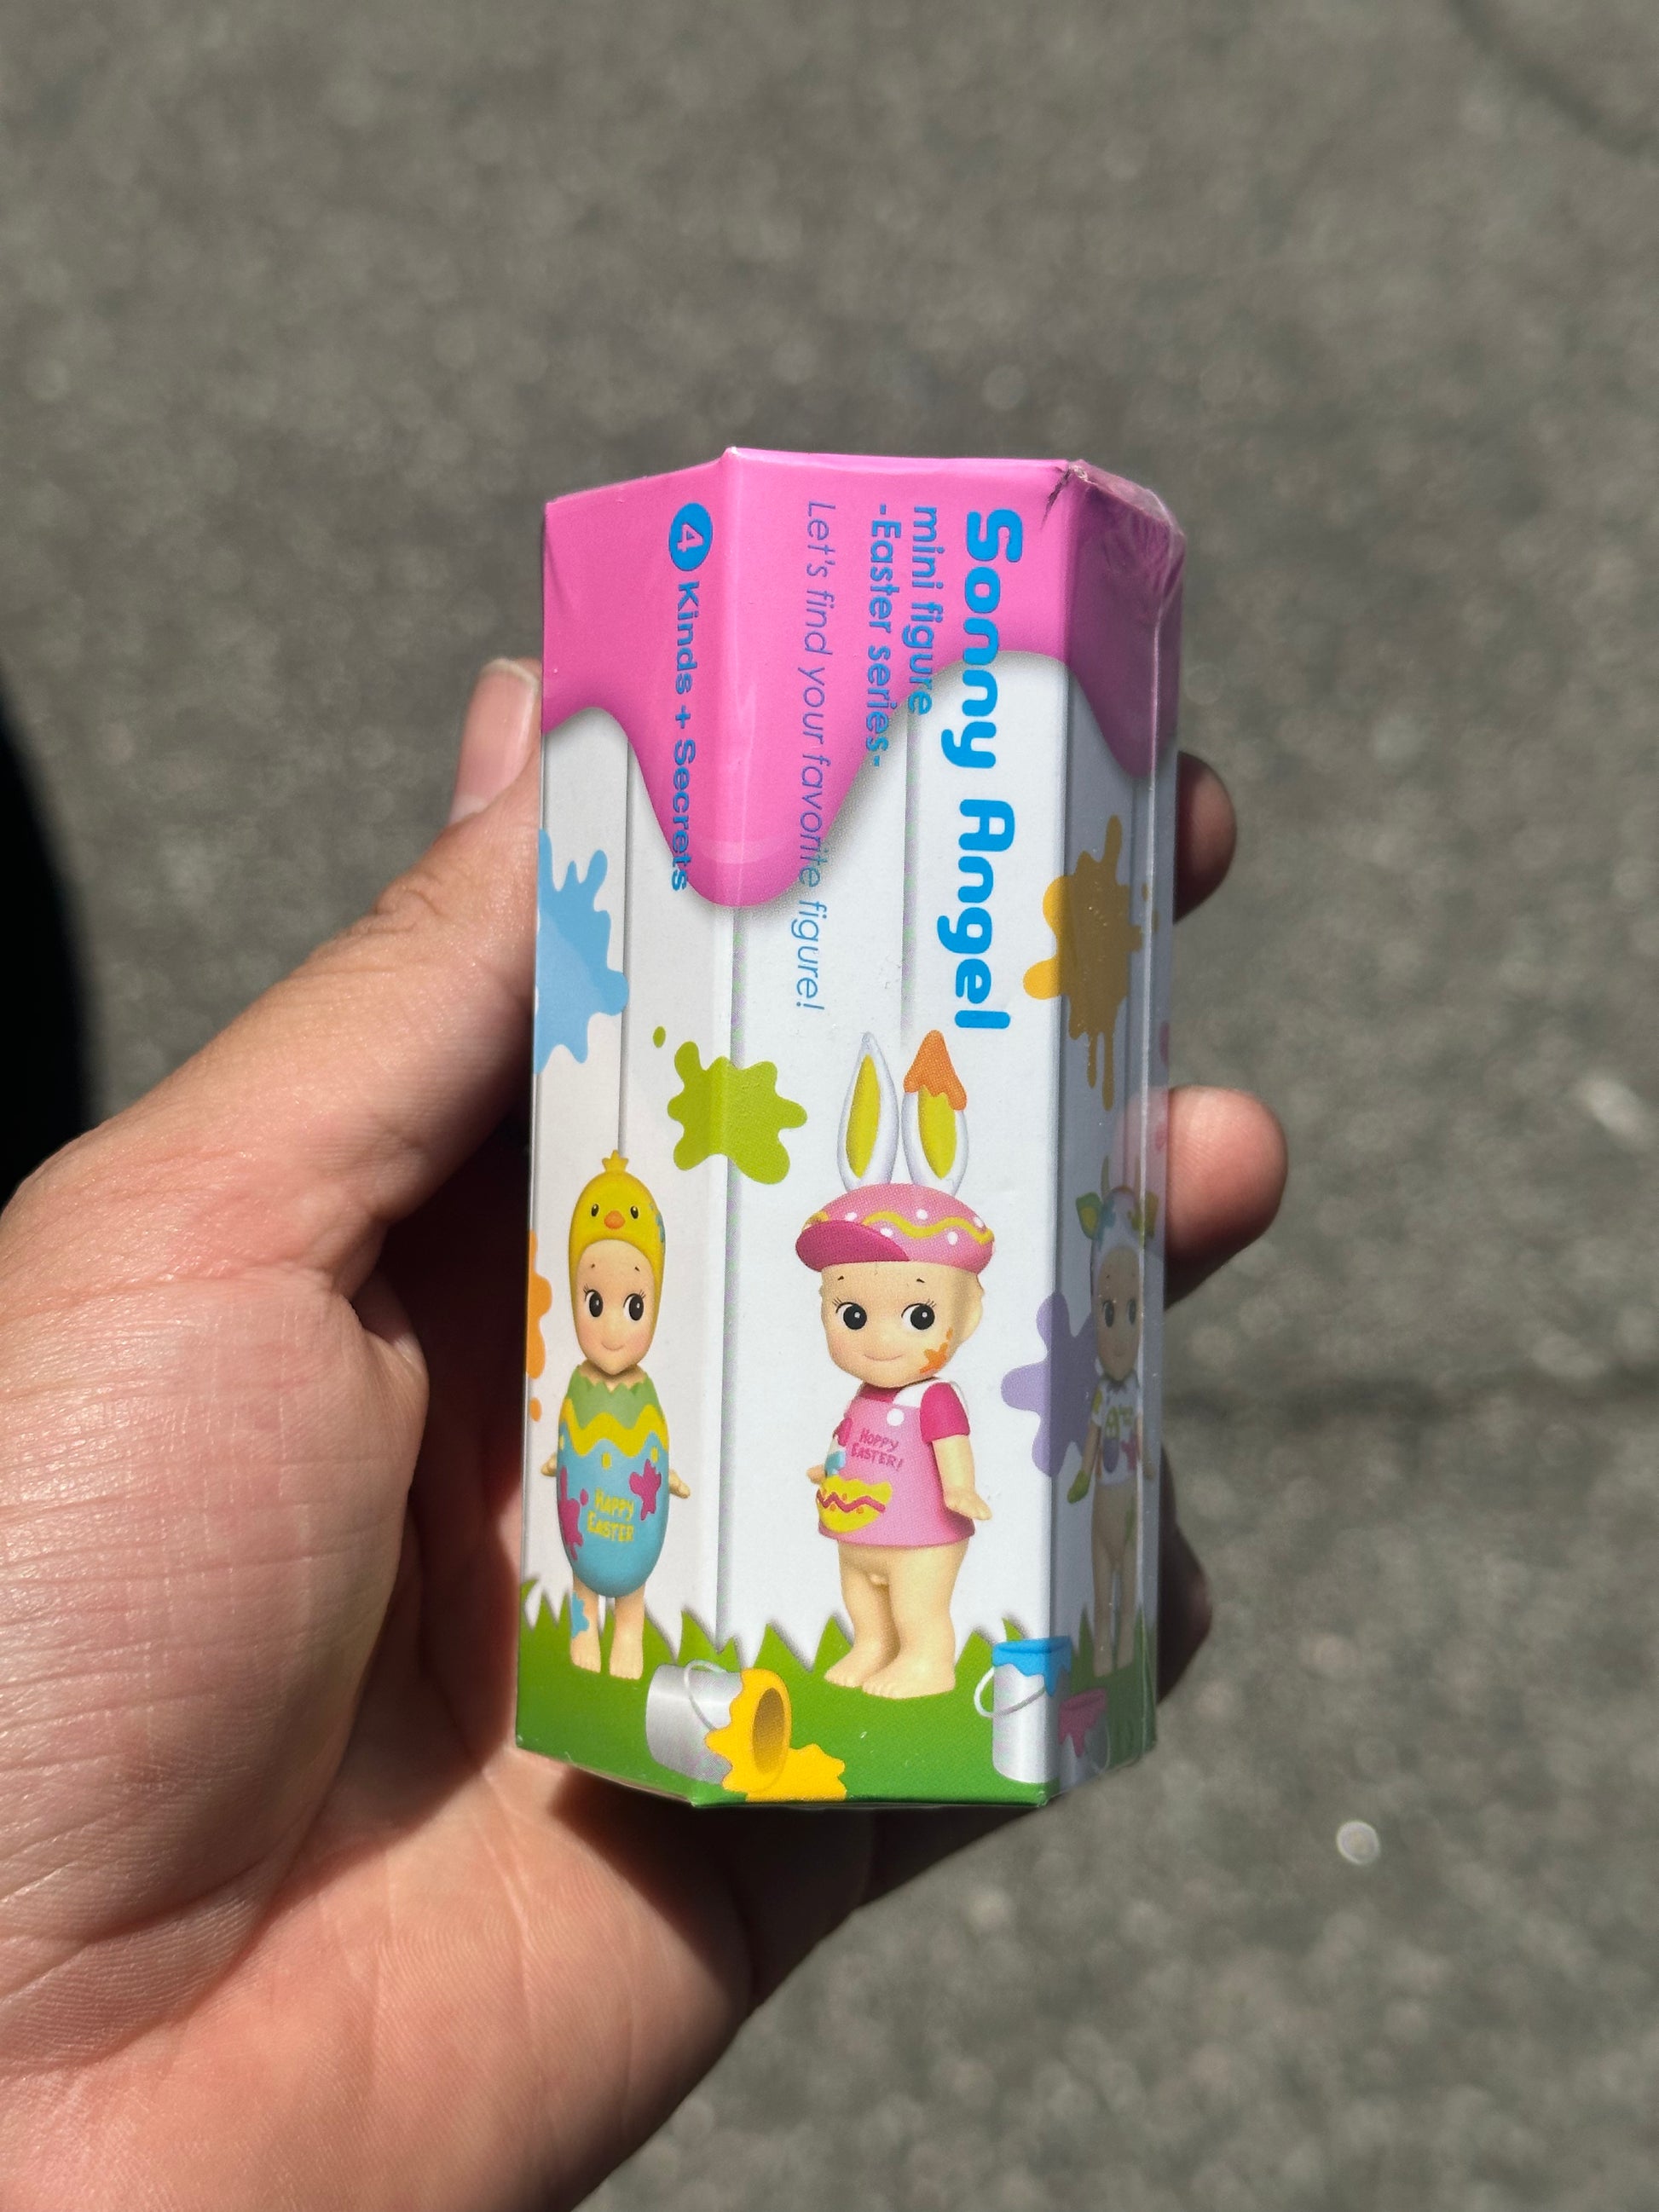 Sonny Angel
mini figure
-Easter series-
Let's find your favorite figure!
4 Kinds + Secrets
HAPPY
EASTER
HOPPY
EASTER!